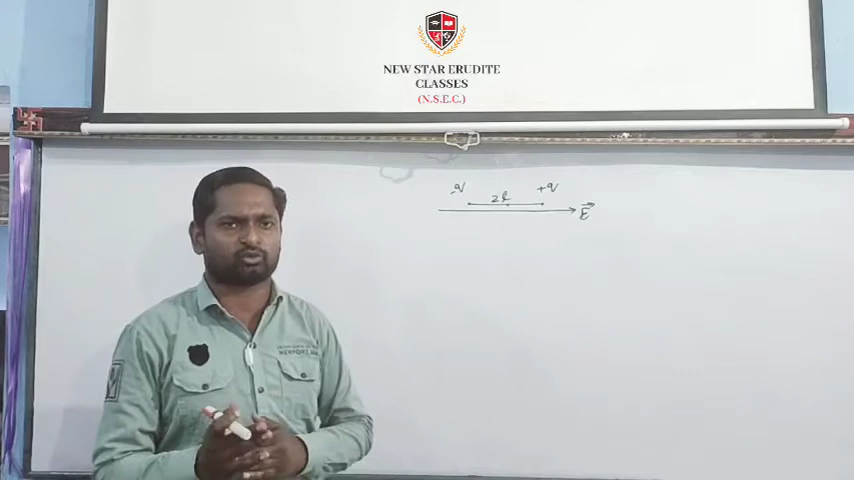 NEW STAR ERUDITE
CLASSES
(N.S.E.C.)
-q 2l +q
E